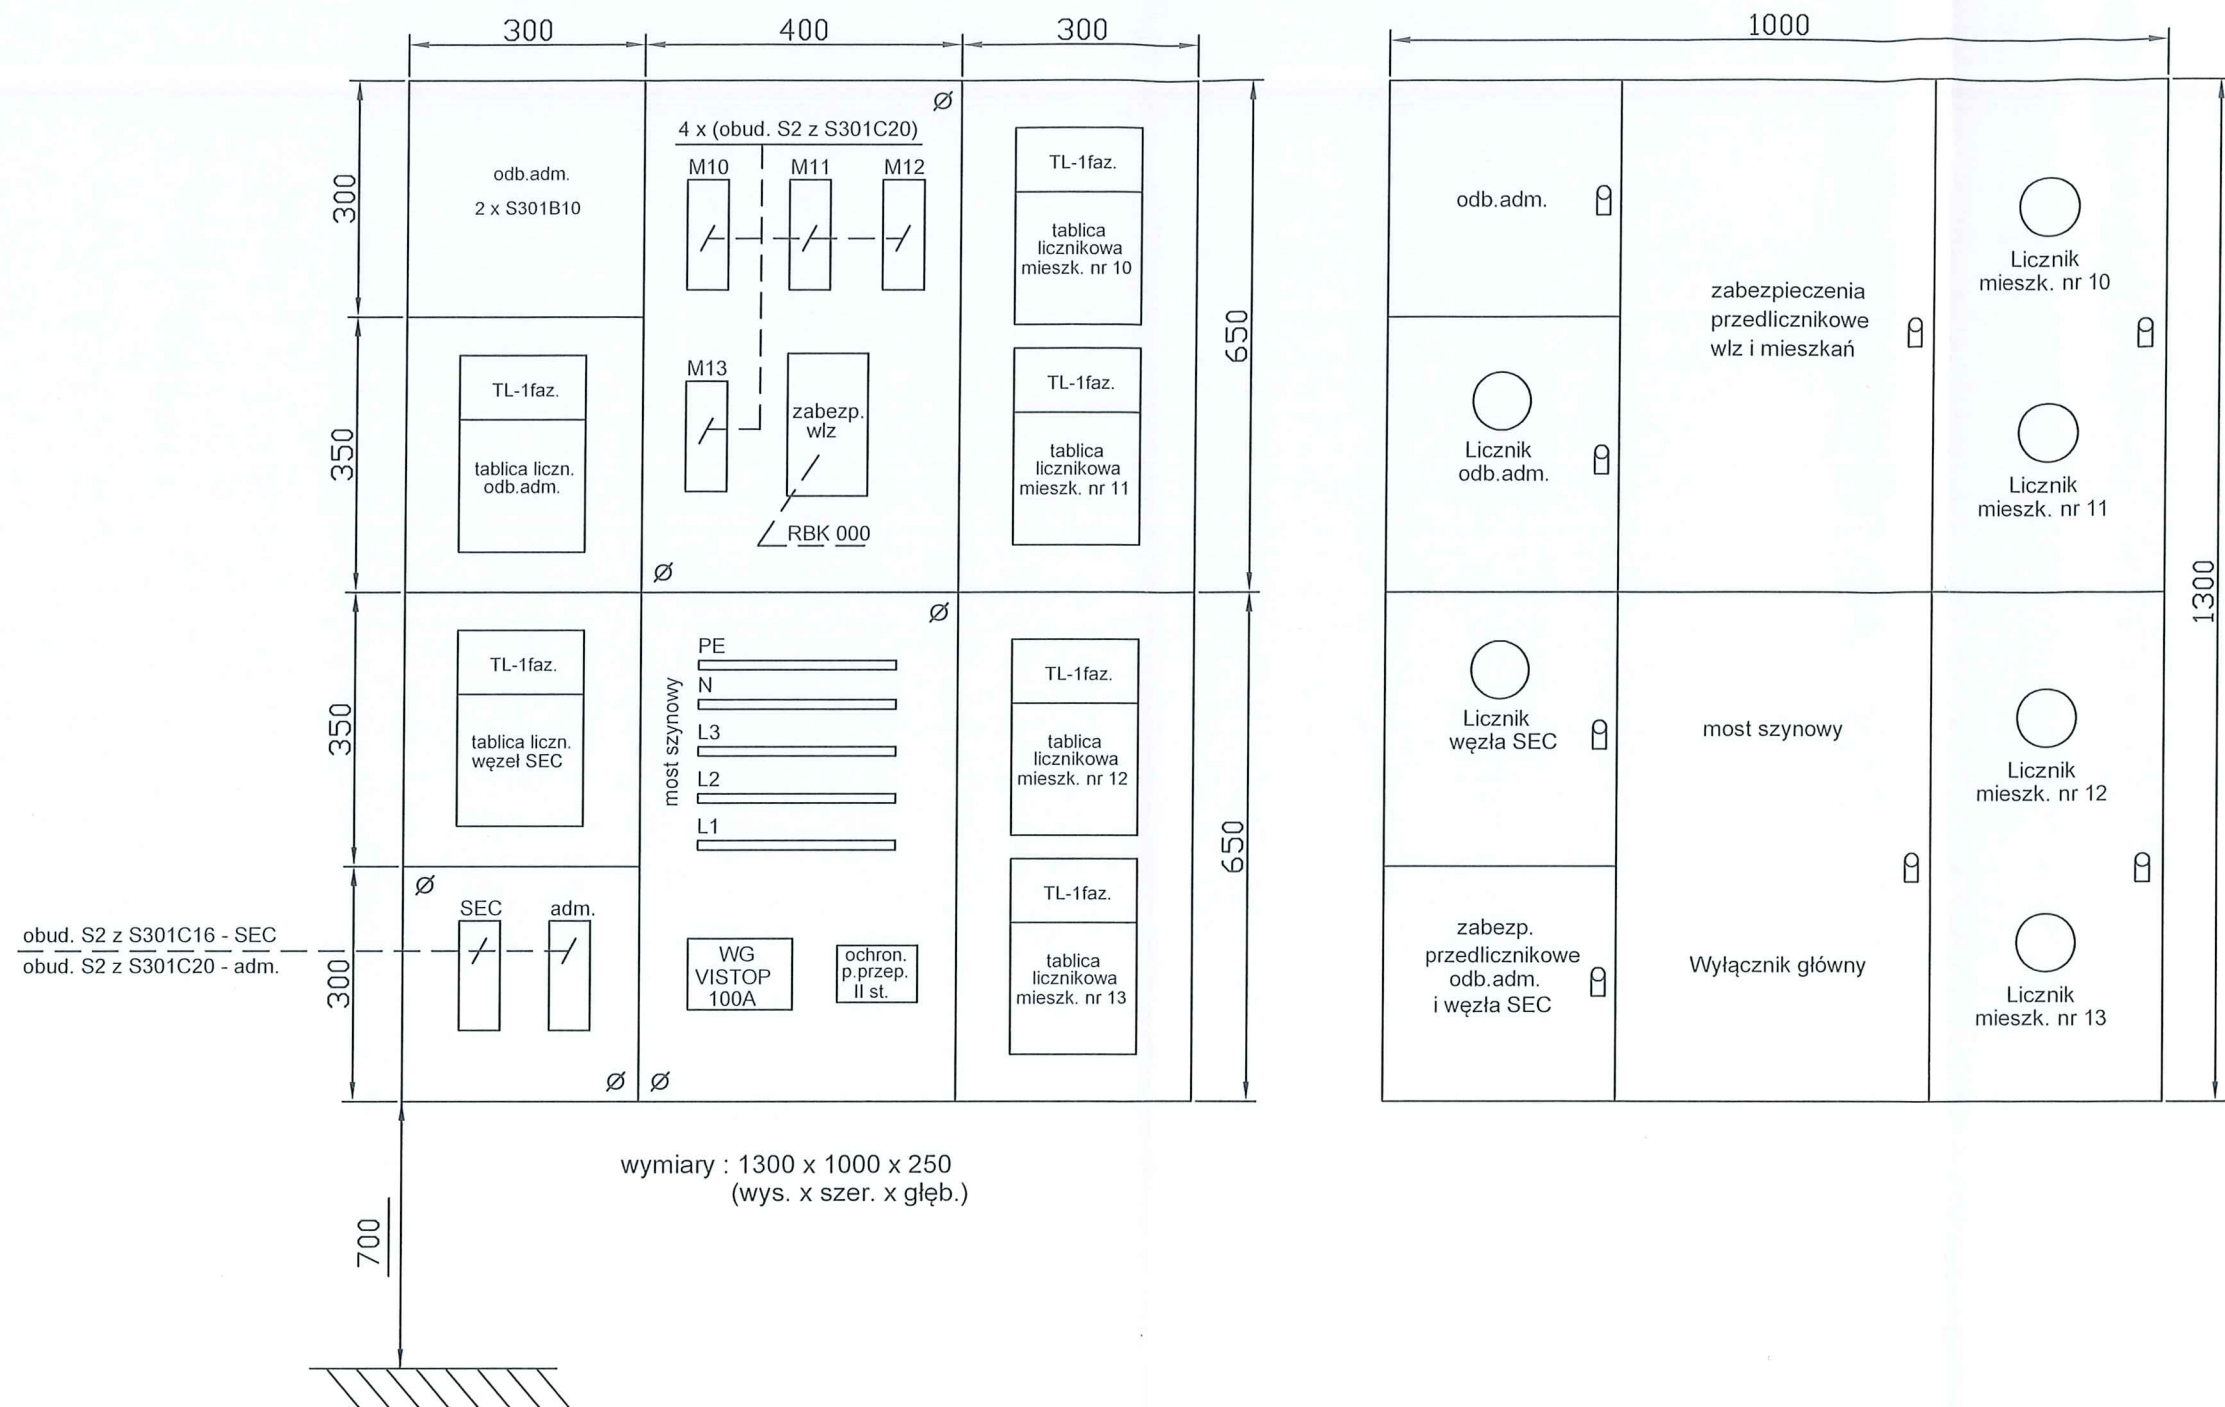 300
400
300
300
350
350
300
700
650
650
odb.adm.
2 x S301B10
TL-1faz.
tablica liczn.
odb.adm.
TL-1faz.
tablica liczn.
węzeł SEC
SEC
adm.
obud. S2 z S301C16 - SEC
obud. S2 z S301C20 - adm.
4 x (obud. S2 z S301C20)
M10
M11
M12
M13
zabezp.
wlz
RBK 000
most szynowy
PE
N
L3
L2
L1
WG
VISTOP
100A
ochron.
p.przep.
II st.
TL-1faz.
tablica
licznikowa
mieszk. nr 10
TL-1faz.
tablica
licznikowa
mieszk. nr 11
TL-1faz.
tablica
licznikowa
mieszk. nr 12
TL-1faz.
tablica
licznikowa
mieszk. nr 13
wymiary : 1300 x 1000 x 250
(wys. x szer. x głęb.)
1000
1300
odb.adm.
Licznik
odb.adm.
Licznik
węzła SEC
zabezp.
przedlicznikowe
odb.adm.
i węzła SEC
zabezpieczenia
przedlicznikowe
wlz i mieszkań
most szynowy
Wyłącznik główny
Licznik
mieszk. nr 10
Licznik
mieszk. nr 11
Licznik
mieszk. nr 12
Licznik
mieszk. nr 13